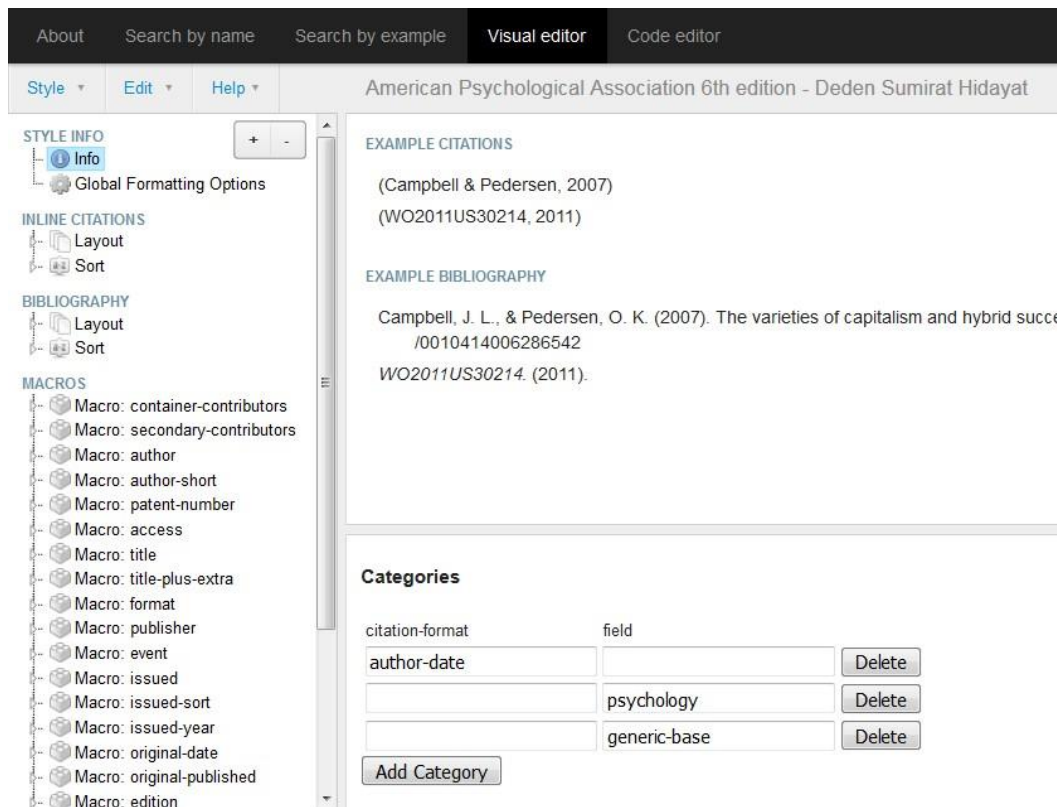 About Search by name Search by example Visual editor Code editor
Style Edit Help American Psychological Association 6th edition - Deden Sumirat Hidayat
STYLE INFO
+ -
Info
Global Formatting Options
INLINE CITATIONS
Layout
Sort
BIBLIOGRAPHY
Layout
Sort
MACROS
Macro: container-contributors
Macro: secondary-contributors
Macro: author
Macro: author-short
Macro: patent-number
Macro: access
Macro: title
Macro: title-plus-extra
Macro: format
Macro: publisher
Macro: event
Macro: issued
Macro: issued-sort
Macro: issued-year
Macro: original-date
Macro: original-published
Macro: edition
EXAMPLE CITATIONS
(Campbell & Pedersen, 2007)
(WO2011US30214, 2011)
EXAMPLE BIBLIOGRAPHY
Campbell, J. L., & Pedersen, O. K. (2007). The varieties of capitalism and hybrid succe
/0010414006286542
WO2011US30214. (2011).
Categories
citation-format field
author-date Delete
psychology Delete
generic-base Delete
Add Category